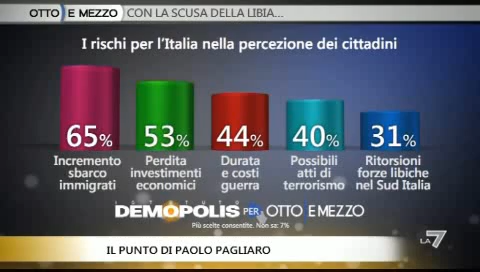 OTTO E MEZZO CON LA SCUSA DELLA LIBIA...
I rischi per l'Italia nella percezione dei cittadini
65% 53% 44% 40% 31%
Incremento sbarco immigrati
Perdita investimenti economici
Durata e costi guerra
Possibili atti di terrorismo
Ritorsioni forze libiche nel Sud Italia
ISTITUTO
DEMOPOLIS PER OTTO E MEZZO
Più scelte consentite. Non sa: 7%
IL PUNTO DI PAOLO PAGLIARO
LA7